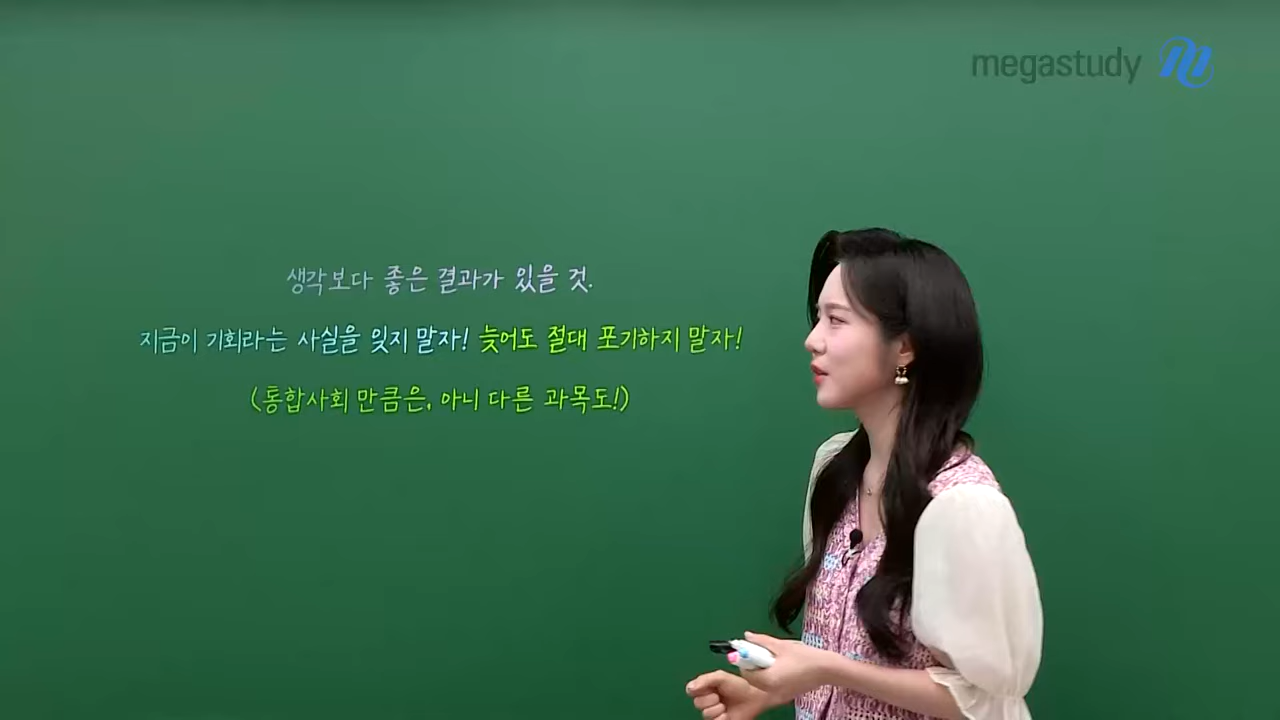 megastudy
생각보다 좋은 결과가 있을 것.
지금이 기회라는 사실을 잊지 말자! 늦어도 절대 포기하지 말자!
(통합사회 만큼은, 아니 다른 과목도!)